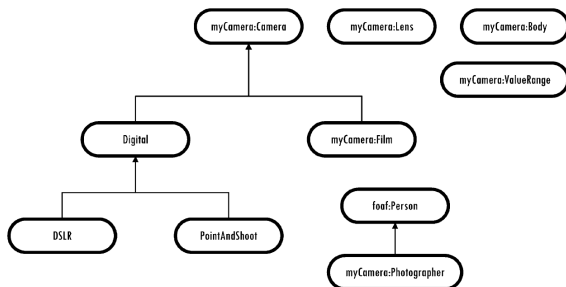 myCamera:Camera
myCamera:Lens
myCamera:Body
myCamera:ValueRange
Digital
myCamera:Film
foaf:Person
DSLR
PointAndShoot
myCamera:Photographer